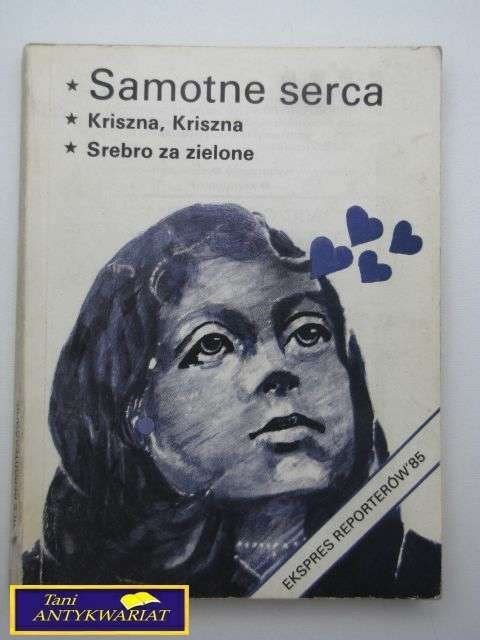 ★ Samotne serca
★ Kriszna, Kriszna
★ Srebro za zielone
EKSPRES REPORTERÓW'85
Tani
ANTYKWARIAT